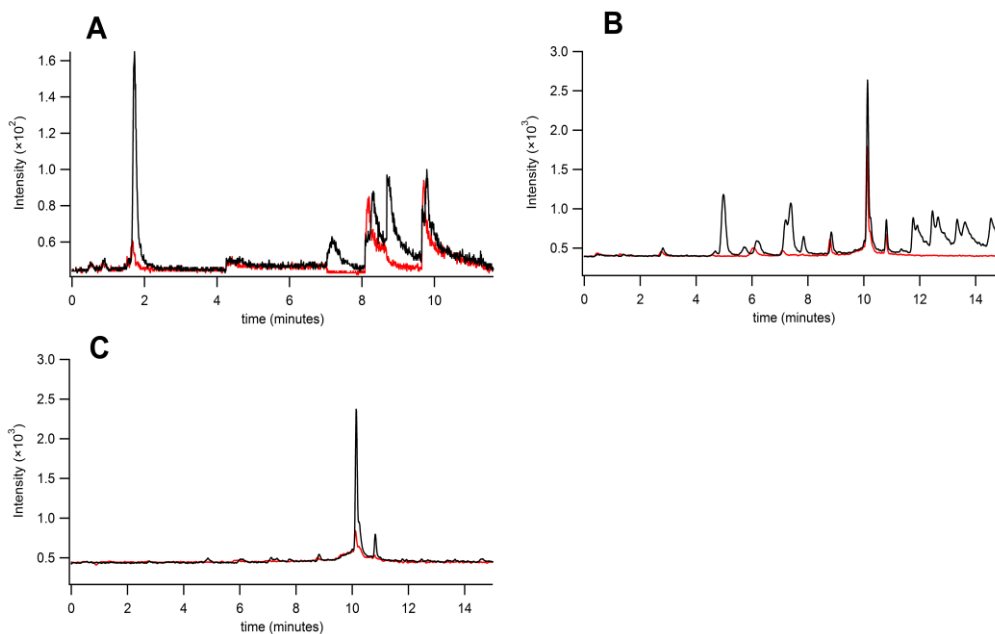 A
Intensity (×10²)
1.6
1.4
1.2
1.0
0.8
0.6
0 2 4 6 8 10
time (minutes)
B
Intensity (×10³)
3.0
2.5
2.0
1.5
1.0
0.5
0 2 4 6 8 10 12 14
time (minutes)
C
Intensity (×10³)
3.0
2.5
2.0
1.5
1.0
0.5
0 2 4 6 8 10 12 14
time (minutes)